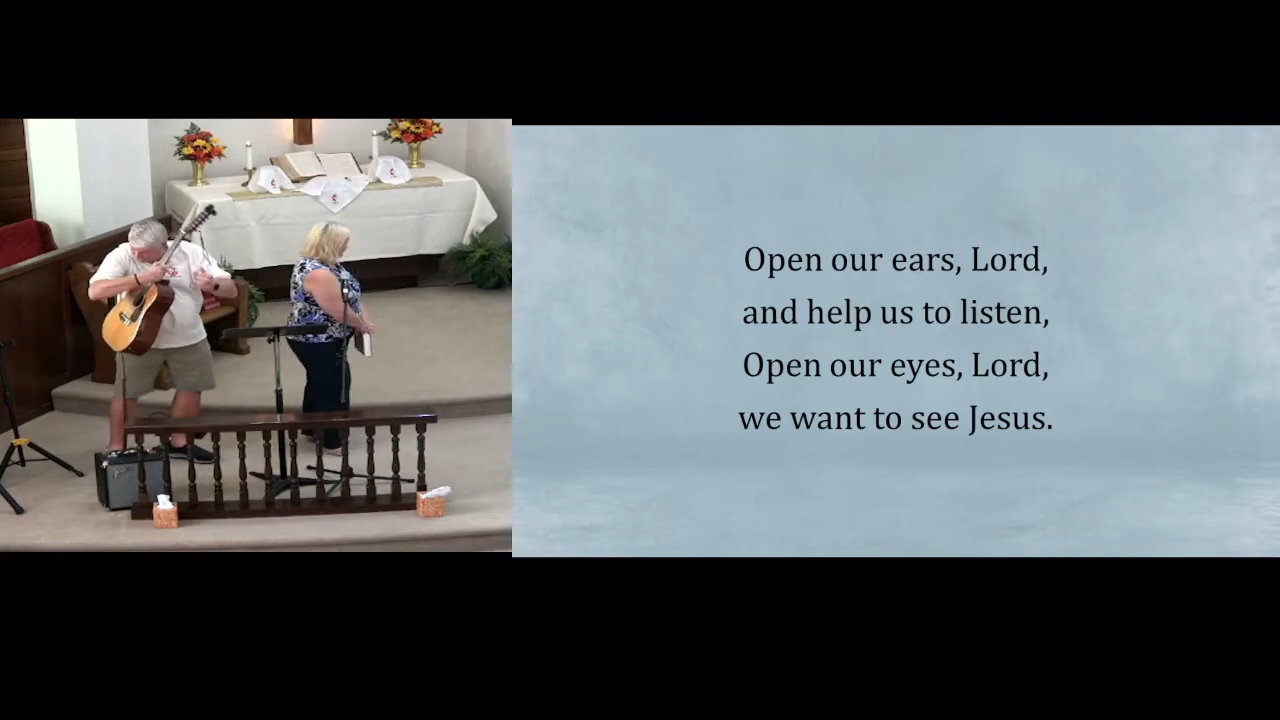 Open our ears, Lord,
and help us to listen,
Open our eyes, Lord,
we want to see Jesus.